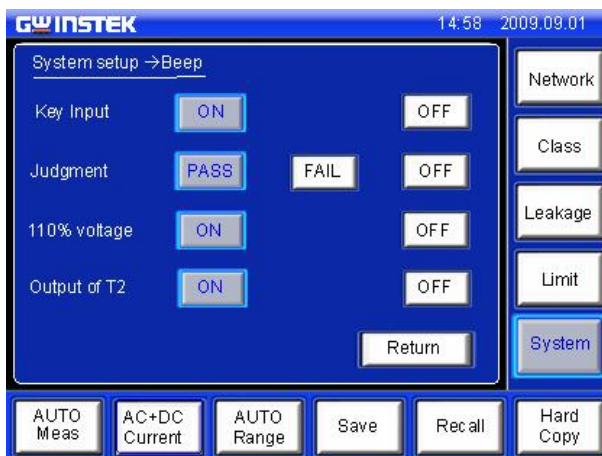 GWINSTEK 14:58 2009.09.01
System setup →Beep
Key Input ON OFF
Judgment PASS FAIL OFF
110% voltage ON OFF
Output of T2 ON OFF
Return
Network
Class
Leakage
Limit
System
AUTO Meas
AC+DC Current
AUTO Range
Save
Recall
Hard Copy